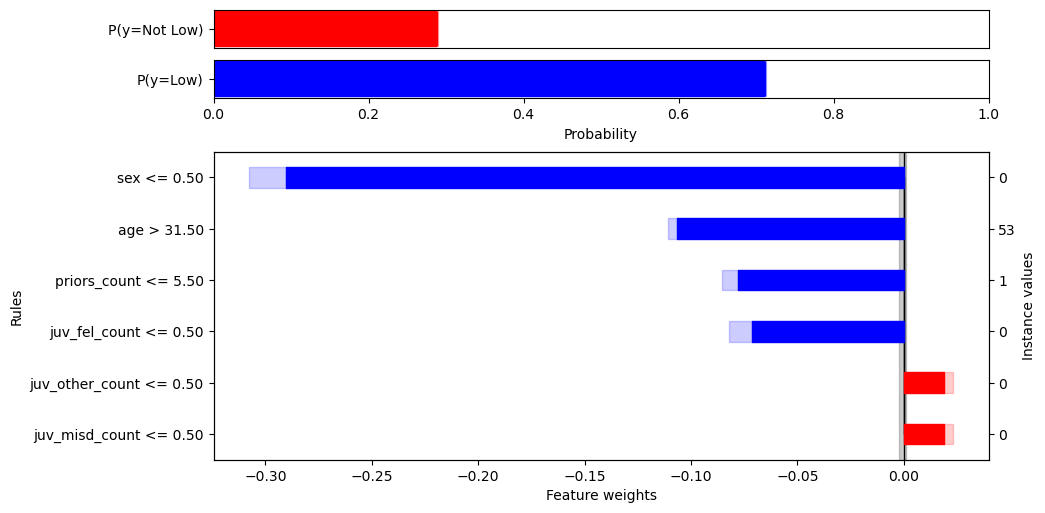 P(y=Not Low)
P(y=Low)
0.0 0.2 0.4 0.6 0.8 1.0
Probability
sex <= 0.50 0
age > 31.50 53
priors_count <= 5.50 1
juv_fel_count <= 0.50 0
juv_other_count <= 0.50 0
juv_misd_count <= 0.50 0
Rules
Instance values
−0.30 −0.25 −0.20 −0.15 −0.10 −0.05 0.00
Feature weights